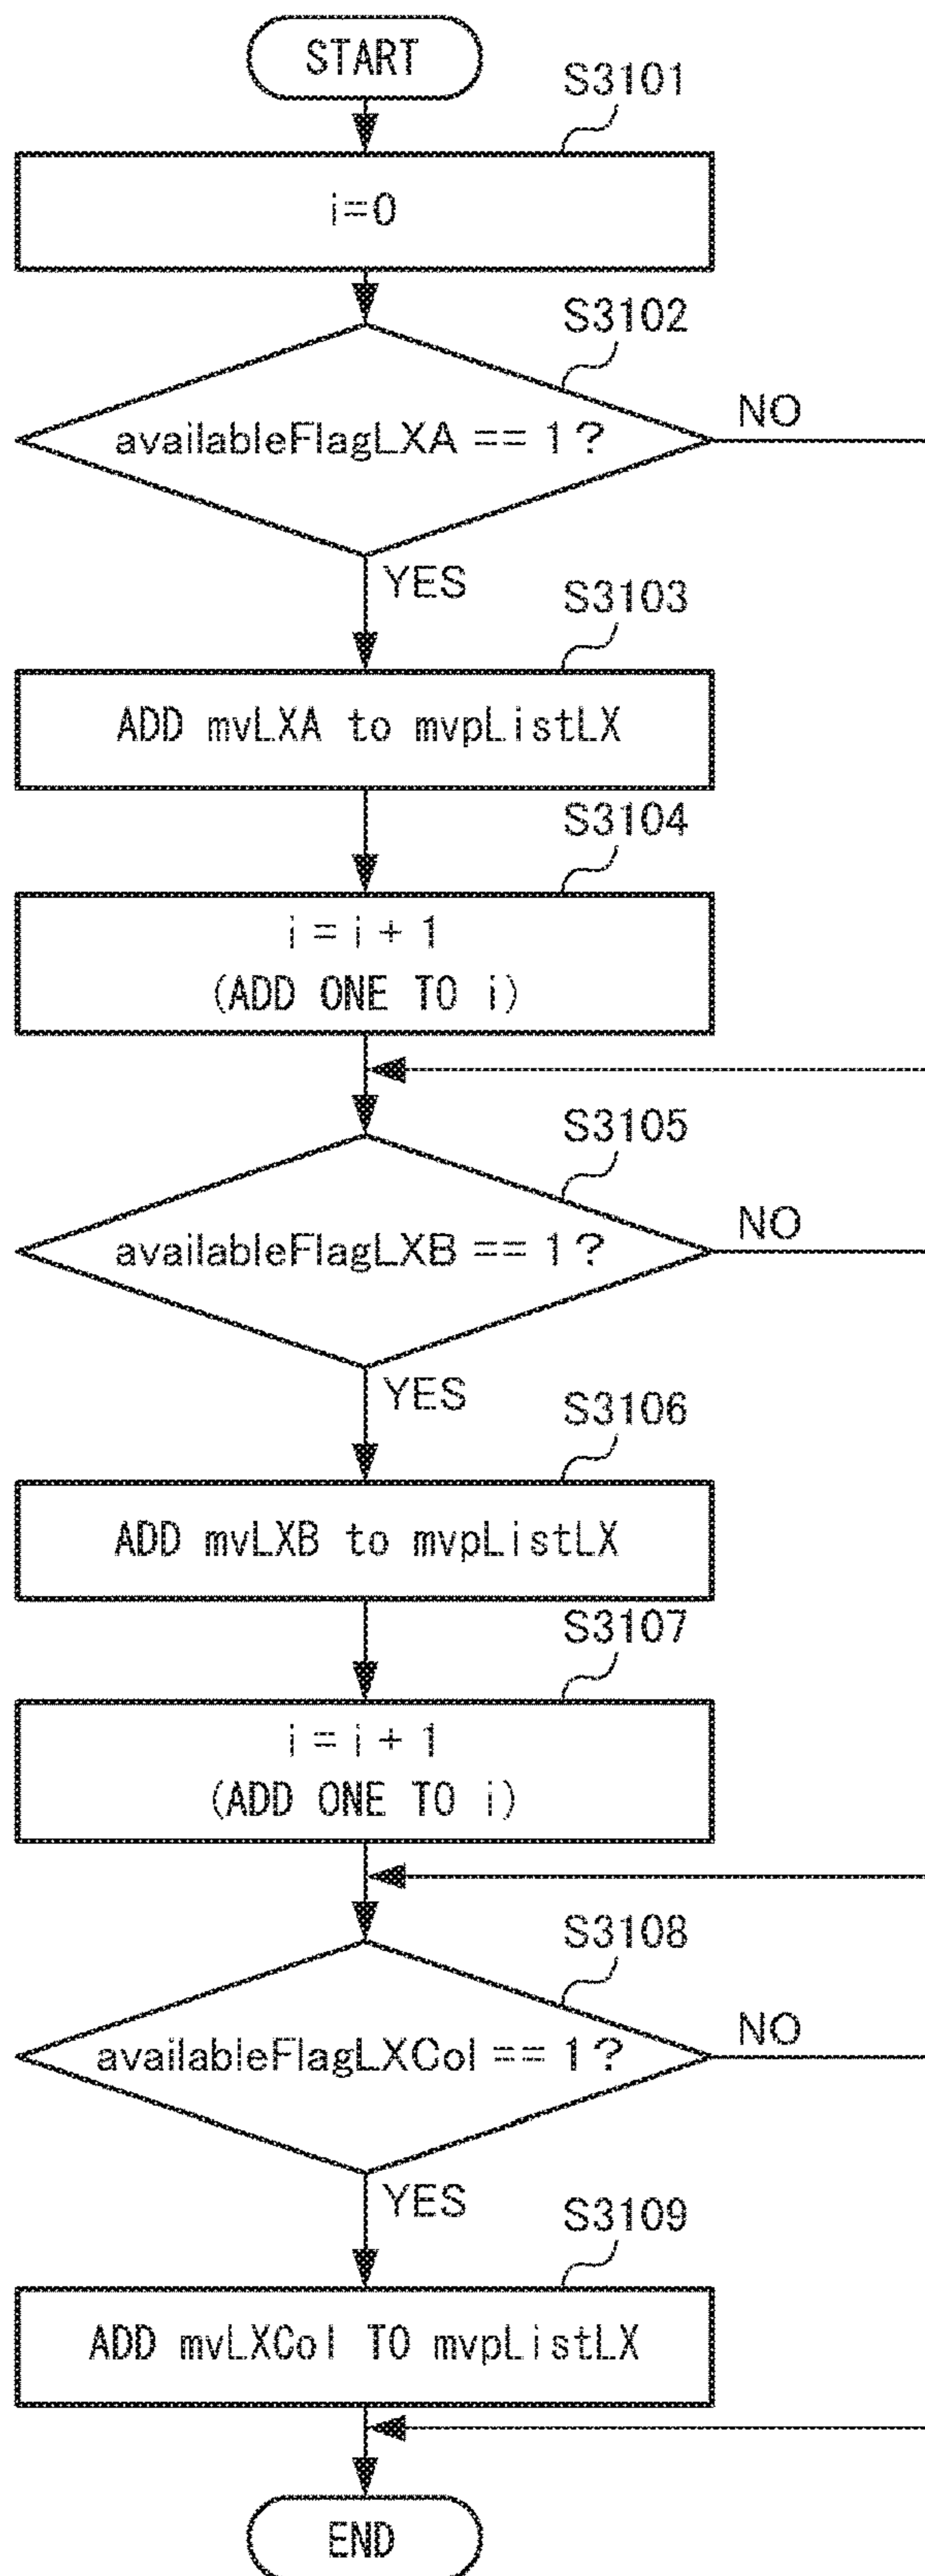 START
S3101
i=0
S3102
availableFlagLXA == 1 ?
NO
YES
S3103
ADD mvLXA to mvpListLX
S3104
i = i + 1
(ADD ONE TO i)
S3105
availableFlagLXB == 1 ?
NO
YES
S3106
ADD mvLXB to mvpListLX
S3107
i = i + 1
(ADD ONE TO i)
S3108
availableFlagLXCol == 1 ?
NO
YES
S3109
ADD mvLXCol TO mvpListLX
END